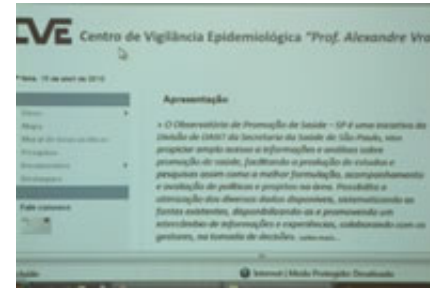 CVE Centro de Vigilância Epidemiológica "Prof. Alexandre Vra
Apresentação
» O Observatório de Promoção de Saúde – SP é uma iniciativa da
Divisão de DANT da Secretaria da Saúde de São Paulo, visa
propiciar amplo acesso a informações e análises sobre
promoção da saúde, facilitando a produção de estudos e
pesquisas assim como a melhor formulação, acompanhamento
e avaliação de políticas e projetos na área. Possibilita a
otimização dos diversos dados disponíveis, sistematizando as
fontes existentes, disponibilizando-as e promovendo um
intercâmbio de informações e experiências, colaborando com os
gestores, na tomada de decisões.
Fale conosco
Internet | Modo Protegido: Desativado